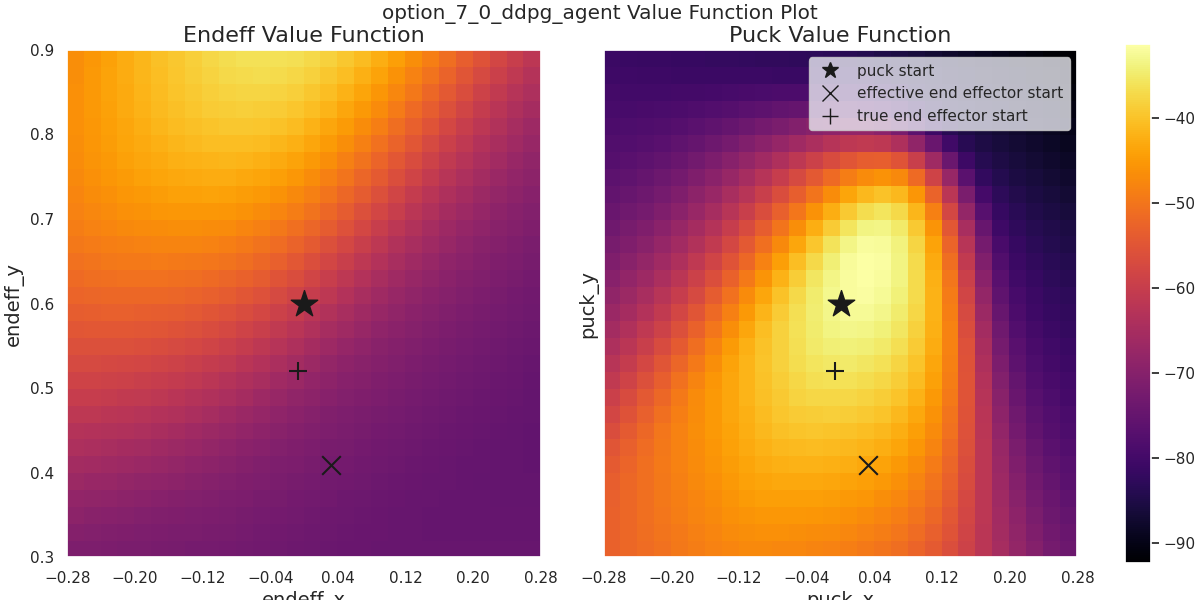 option_7_0_ddpg_agent Value Function Plot
Endeff Value Function
Puck Value Function
0.9
0.8
0.7
0.6
0.5
0.4
0.3
endeff_y
−0.28 −0.20 −0.12 −0.04 0.04 0.12 0.20 0.28
endeff_x
puck start
effective end effector start
true end effector start
puck_y
−0.28 −0.20 −0.12 −0.04 0.04 0.12 0.20 0.28
puck_x
−40
−50
−60
−70
−80
−90